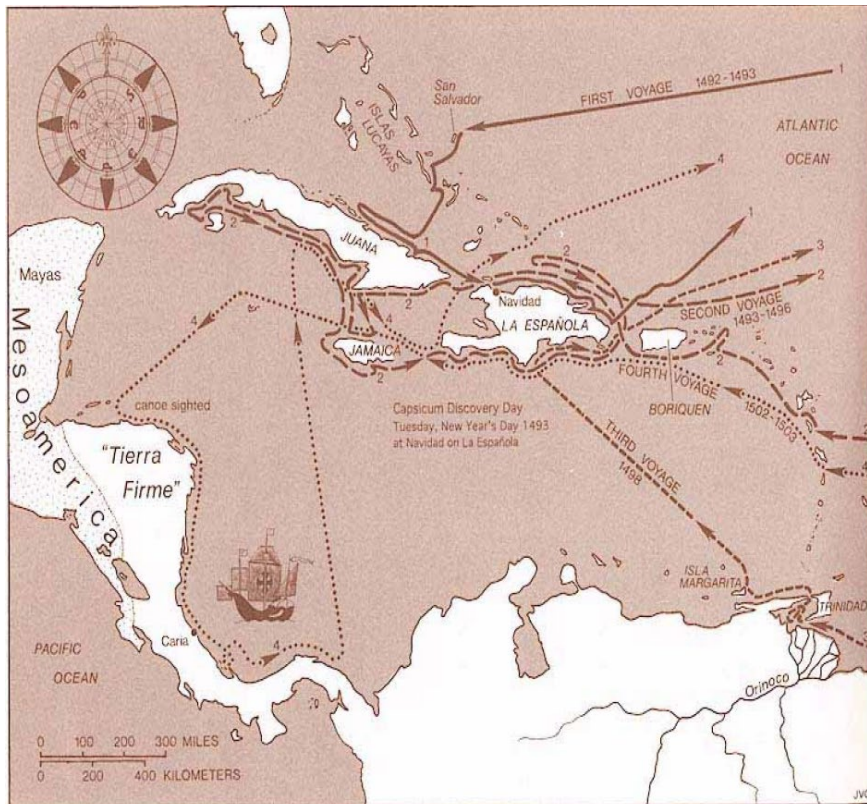 San
Salvador
FIRST VOYAGE 1492-1493
1
ATLANTIC
OCEAN
ISLAS
LUCAYAS
4
1
3
2
2
JUANA
1
2
2
Navidad
SECOND VOYAGE
1493-1496
LA ESPAÑOLA
4
JAMAICA
2
2
2
FOURTH VOYAGE
BORIQUEN
1502-1503
Mayas
Mesoamerica
4
canoe sighted
Capsicum Discovery Day
Tuesday, New Year's Day 1493
at Navidad on La Española
THIRD VOYAGE
1498
"Tierra
Firme"
ISLA
MARGARITA
TRINIDAD
Caria
4
PACIFIC
OCEAN
Orinoco
0 100 200 300 MILES
0 200 400 KILOMETERS